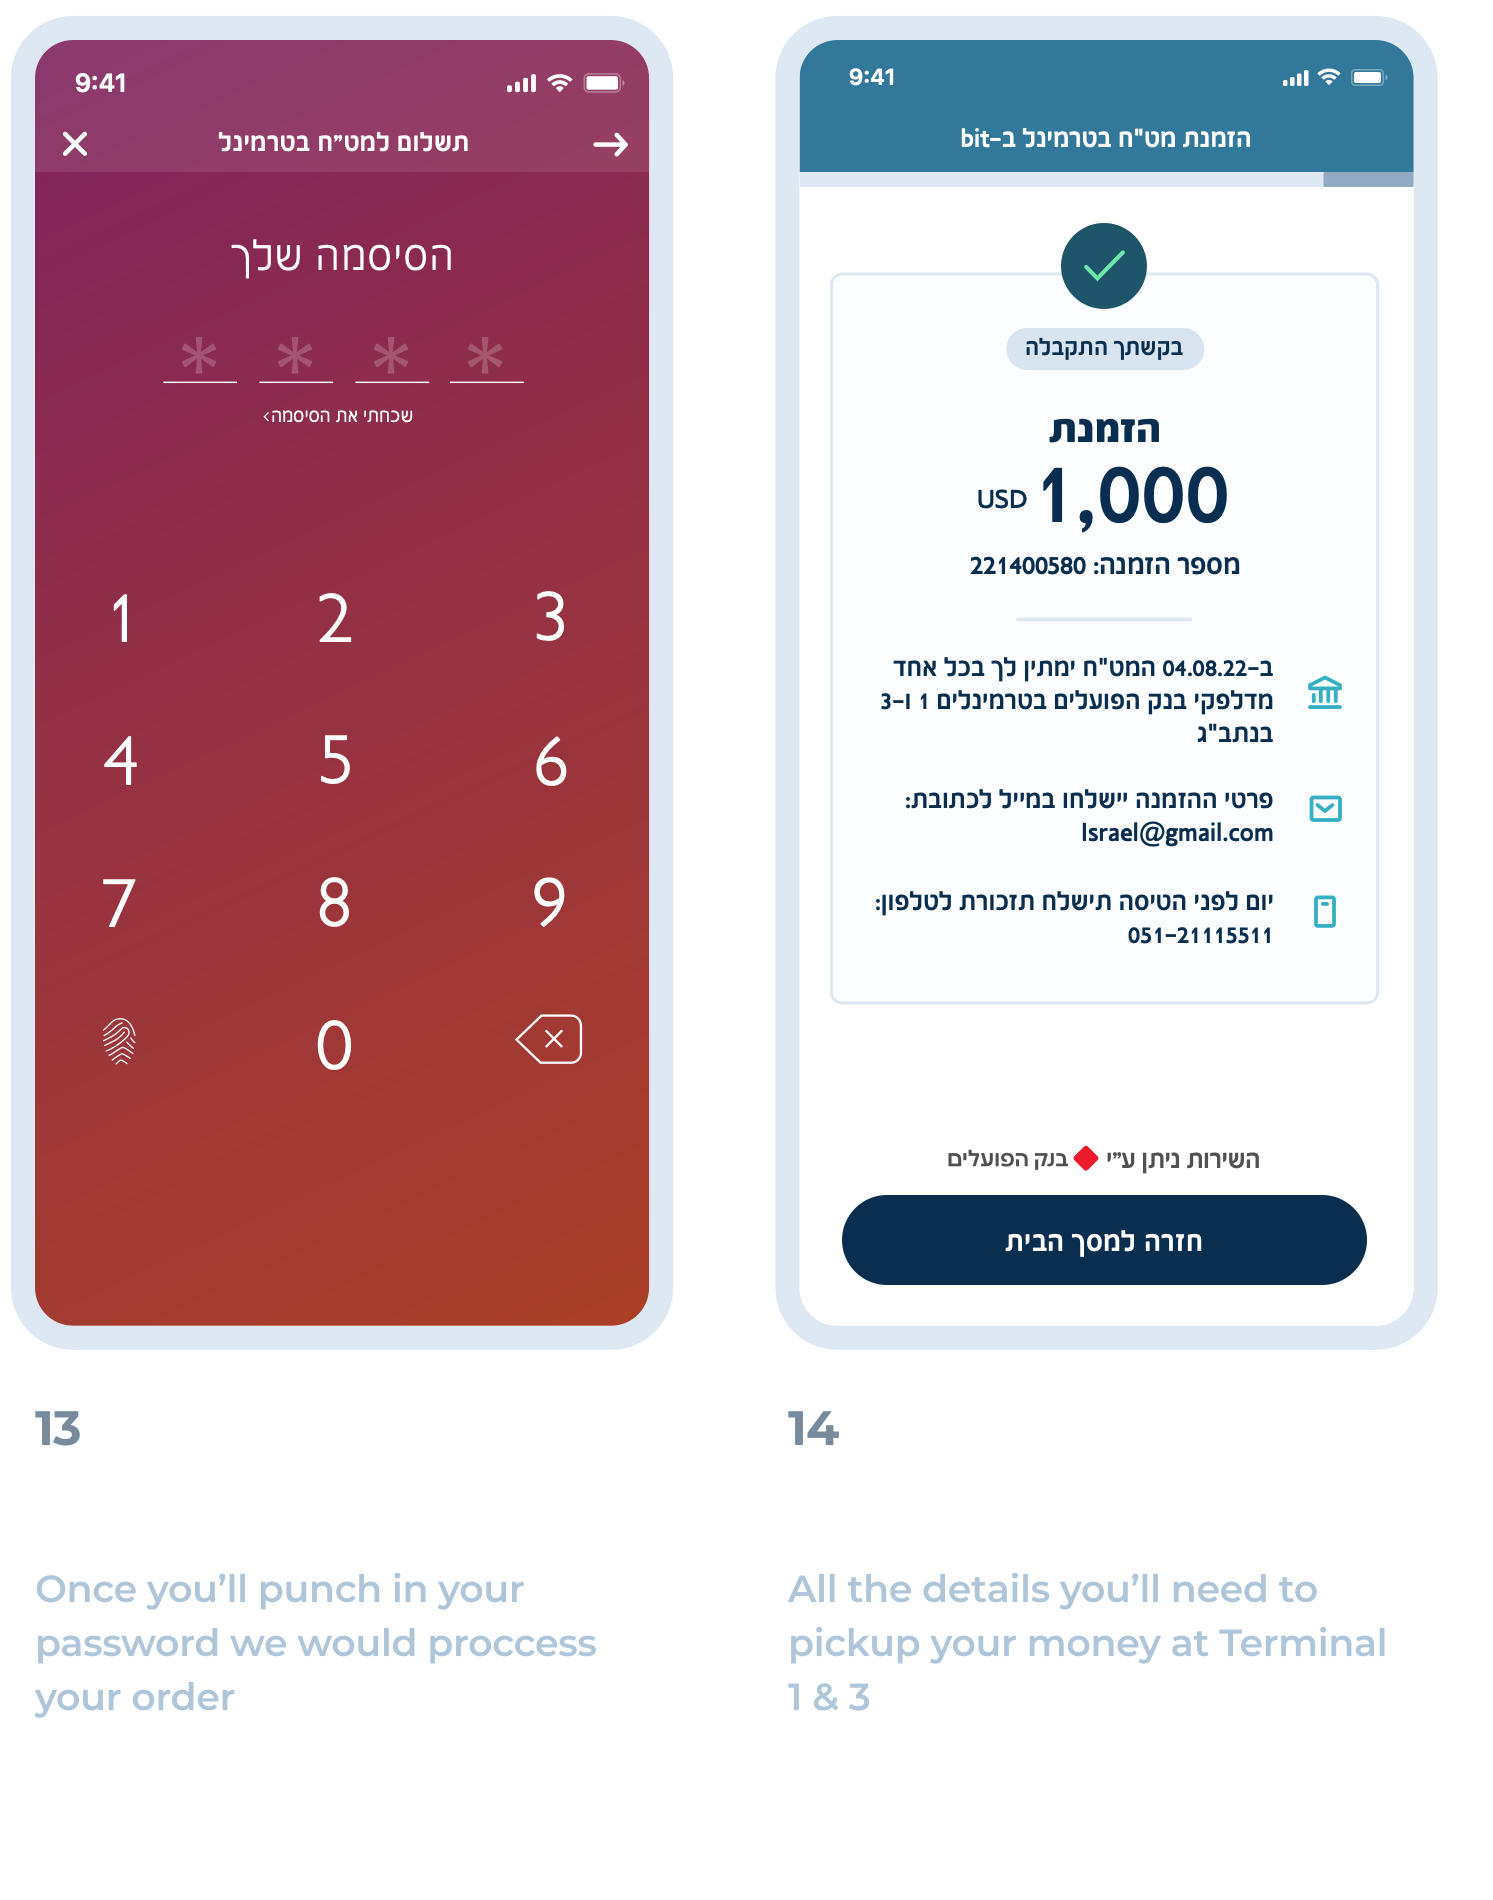 9:41
תשלום למט״ח בטרמינל
הסיסמה שלך
* * * *
שכחתי את הסיסמה>
1 2 3
4 5 6
7 8 9
0
13
Once you’ll punch in your
password we would proccess
your order
9:41
הזמנת מט"ח בטרמינל ב-bit
בקשתך התקבלה
הזמנת
1,000 USD
מספר הזמנה: 221400580
ב-04.08.22 המט"ח ימתין לך בכל אחד
מדלפקי בנק הפועלים בטרמינלים 1 ו-3
בנתב"ג
פרטי ההזמנה יישלחו במייל לכתובת:
Israel@gmail.com
יום לפני הטיסה תישלח תזכורת לטלפון:
051-21115511
השירות ניתן ע״י בנק הפועלים
חזרה למסך הבית
14
All the details you’ll need to
pickup your money at Terminal
1 & 3